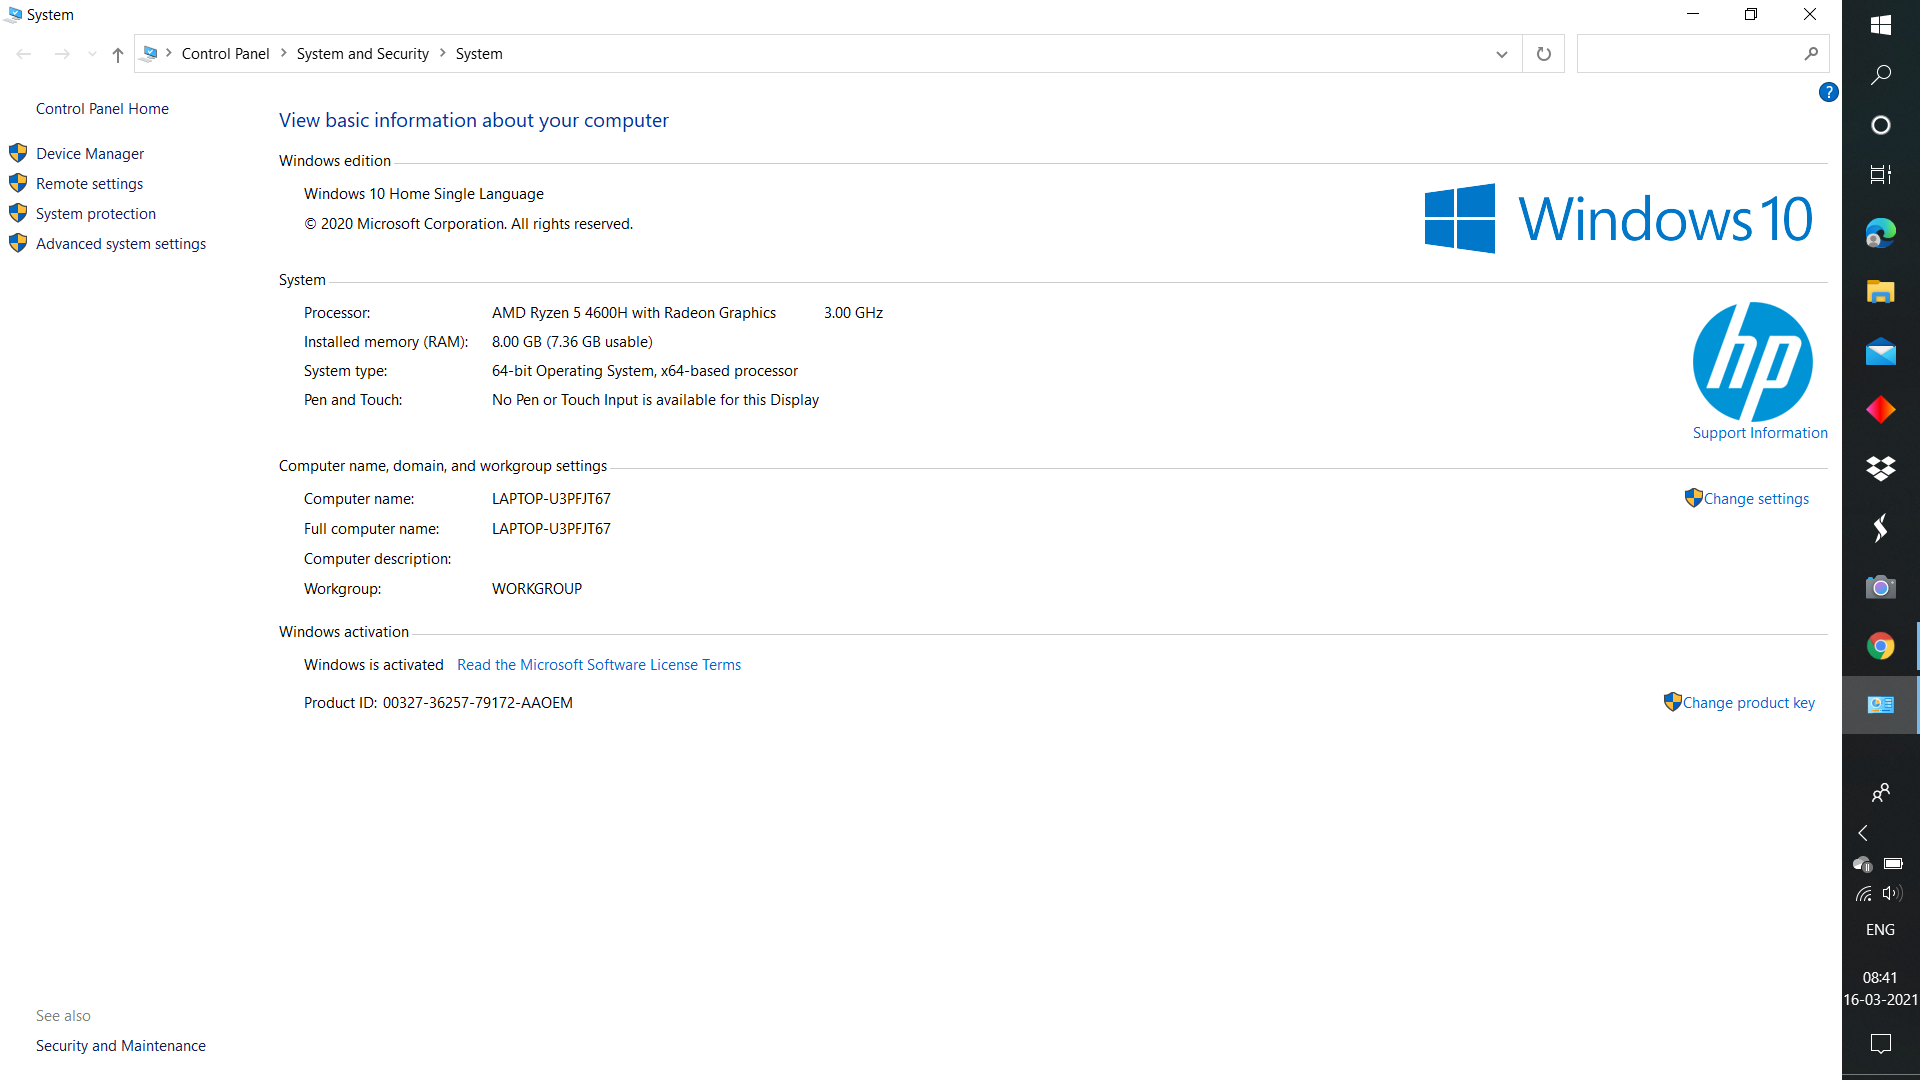 System
Control Panel > System and Security > System
Control Panel Home
Device Manager
Remote settings
System protection
Advanced system settings
See also
Security and Maintenance
?
View basic information about your computer
Windows edition
Windows 10 Home Single Language
© 2020 Microsoft Corporation. All rights reserved.
Windows 10
System
Processor: AMD Ryzen 5 4600H with Radeon Graphics 3.00 GHz
Installed memory (RAM): 8.00 GB (7.36 GB usable)
System type: 64-bit Operating System, x64-based processor
Pen and Touch: No Pen or Touch Input is available for this Display
hp
Support Information
Computer name, domain, and workgroup settings
Computer name: LAPTOP-U3PFJT67
Change settings
Full computer name: LAPTOP-U3PFJT67
Computer description:
Workgroup: WORKGROUP
Windows activation
Windows is activated Read the Microsoft Software License Terms
Product ID: 00327-36257-79172-AAOEM
Change product key
ENG
08:41
16-03-2021